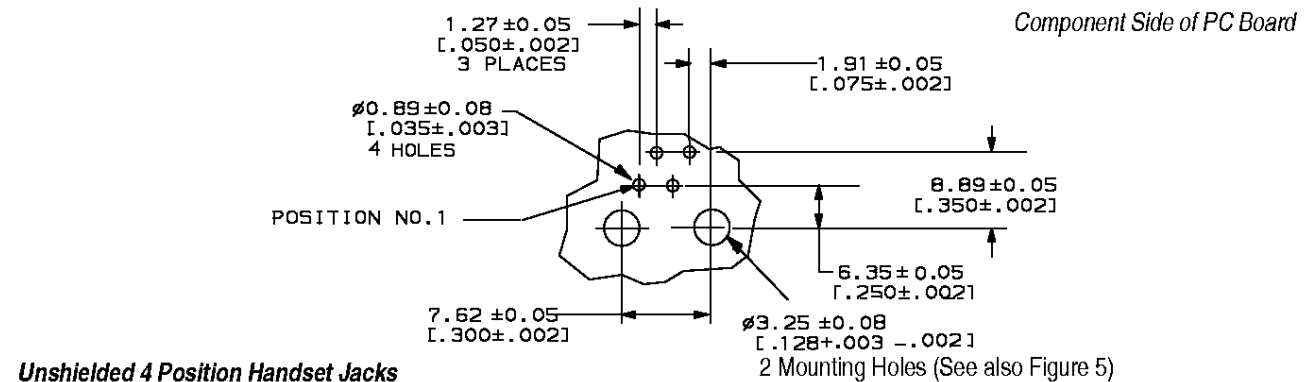 1.27±0.05
[.050±.002]
3 PLACES
Component Side of PC Board
1.91±0.05
[.075±.002]
ø0.89±0.08
[.035±.003]
4 HOLES
8.89±0.05
[.350±.002]
POSITION NO.1
6.35±0.05
[.250±.002]
7.62±0.05
[.300±.002]
ø3.25±0.08
[.128+.003 -.002]
2 Mounting Holes (See also Figure 5)
Unshielded 4 Position Handset Jacks